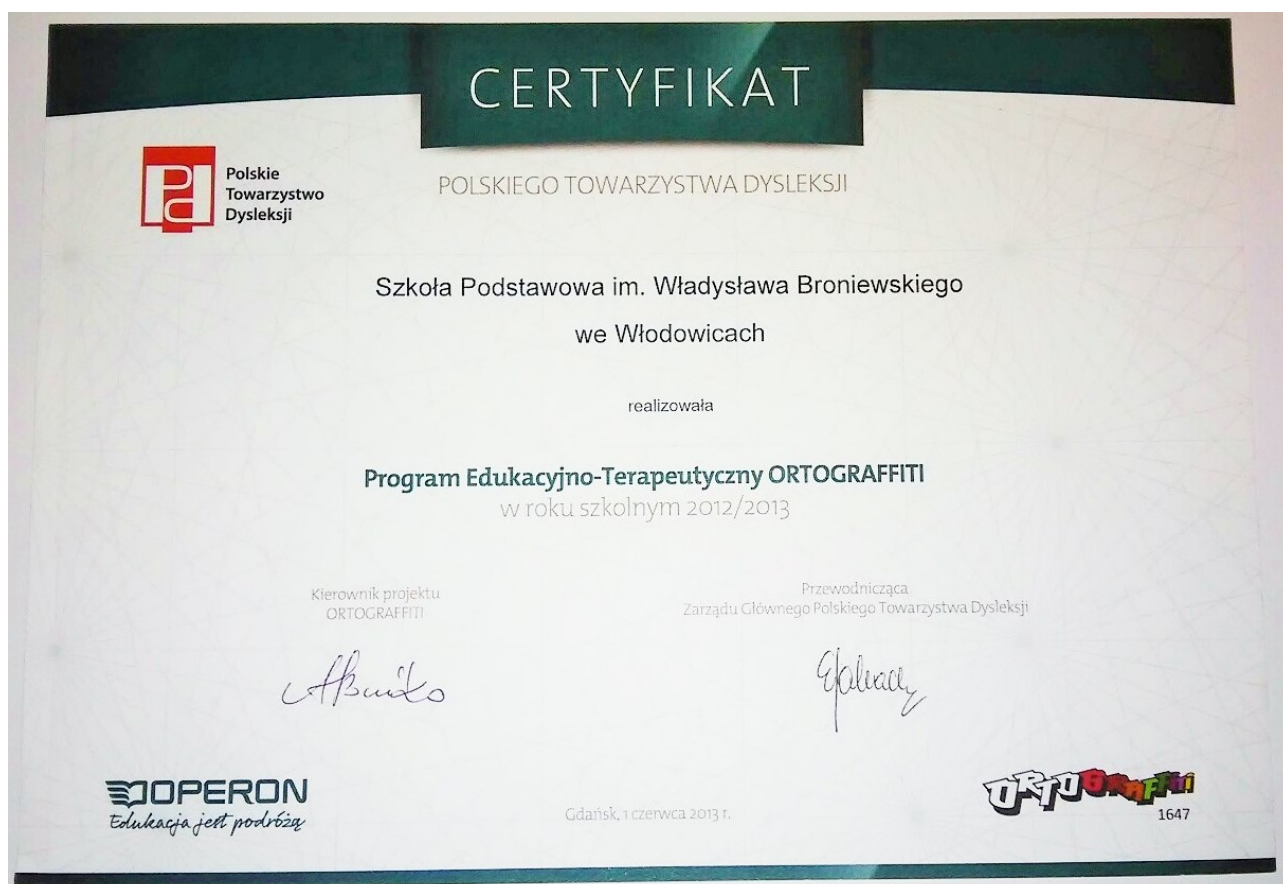 CERTYFIKAT
Polskie
Towarzystwo
Dysleksji
POLSKIEGO TOWARZYSTWA DYSLEKSJI
Szkoła Podstawowa im. Władysława Broniewskiego
we Włodowicach
realizowała
Program Edukacyjno-Terapeutyczny ORTOGRAFFITI
w roku szkolnym 2012/2013
Kierownik projektu
ORTOGRAFFITI
Przewodnicząca
Zarządu Głównego Polskiego Towarzystwa Dysleksji
OPERON
Edukacja jest podróżą
Gdańsk, 1 czerwca 2013 r.
ORTOGRAFFITI
1647